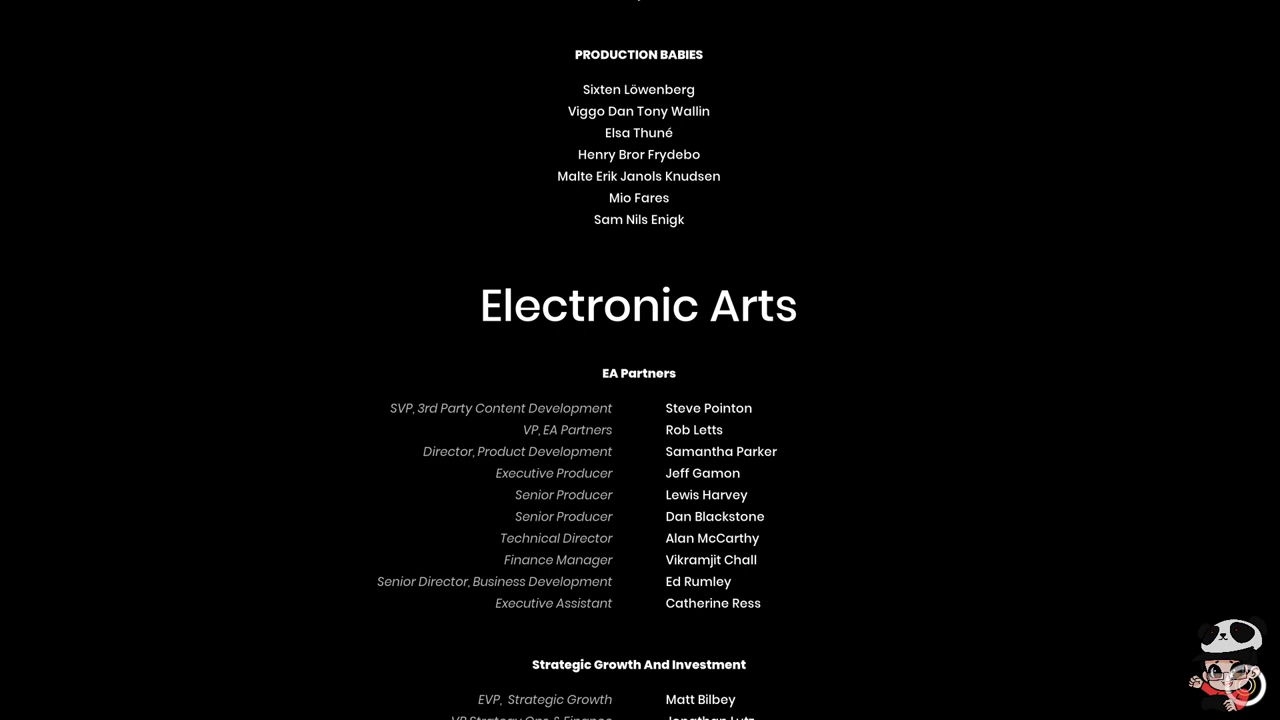 PRODUCTION BABIES
Sixten Löwenberg
Viggo Dan Tony Wallin
Elsa Thuné
Henry Bror Frydebo
Malte Erik Janols Knudsen
Mio Fares
Sam Nils Enigk
Electronic Arts
EA Partners
SVP, 3rd Party Content Development Steve Pointon
VP, EA Partners Rob Letts
Director, Product Development Samantha Parker
Executive Producer Jeff Gamon
Senior Producer Lewis Harvey
Senior Producer Dan Blackstone
Technical Director Alan McCarthy
Finance Manager Vikramjit Chall
Senior Director, Business Development Ed Rumley
Executive Assistant Catherine Ress
Strategic Growth And Investment
EVP, Strategic Growth Matt Bilbey